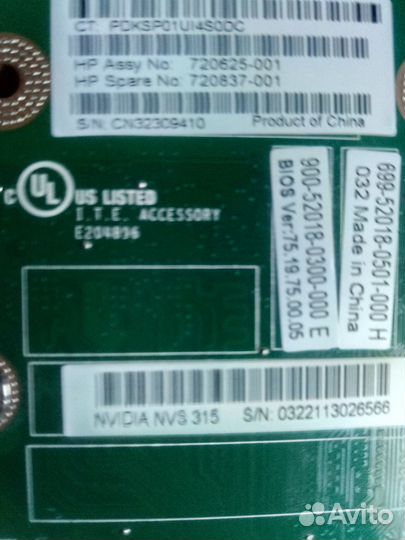 CT: PDKSP01UI4S0DC
HP Assy No: 720625-001
HP Spare No: 720837-001
S/N: CN32309410 Product of China
C UL US LISTED
I.T.E. ACCESSORY
E204896
900-52018-0300-000 E
BIOS Ver:75.19.75.00.05
699-52018-0501-000 H
032 Made in China
NVIDIA NVS 315 S/N: 0322113026566
Avito